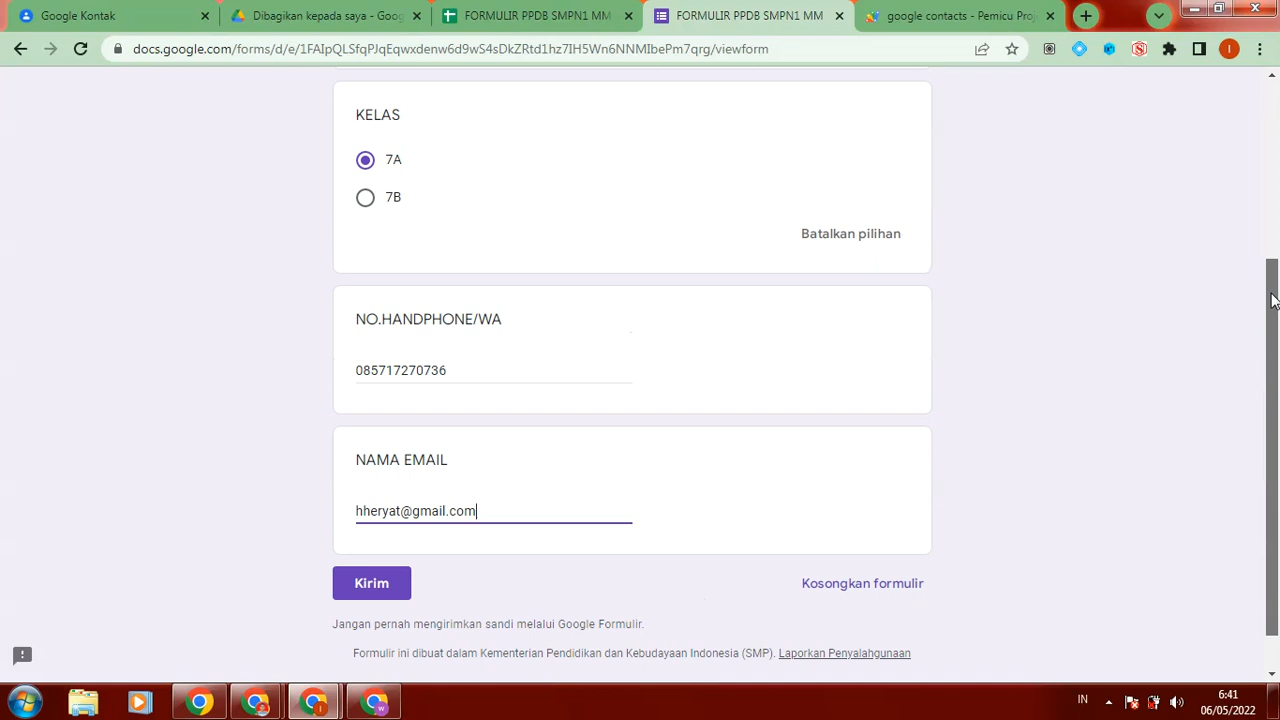 Google Kontak
Dibagikan kepada saya - Goog
FORMULIR PPDB SMPN1 MM
FORMULIR PPDB SMPN1 MM
google contacts - Pemicu Proj
docs.google.com/forms/d/e/1FAIpQLSfqPJqEqwxdenw6d9wS4sDkZRtd1hz7IH5Wn6NNMIbePm7qrg/viewform
I
KELAS
7A
7B
Batalkan pilihan
NO.HANDPHONE/WA
085717270736
NAMA EMAIL
hheryat@gmail.com
Kirim
Kosongkan formulir
Jangan pernah mengirimkan sandi melalui Google Formulir.
Formulir ini dibuat dalam Kementerian Pendidikan dan Kebudayaan Indonesia (SMP). Laporkan Penyalahgunaan
IN
6:41
06/05/2022